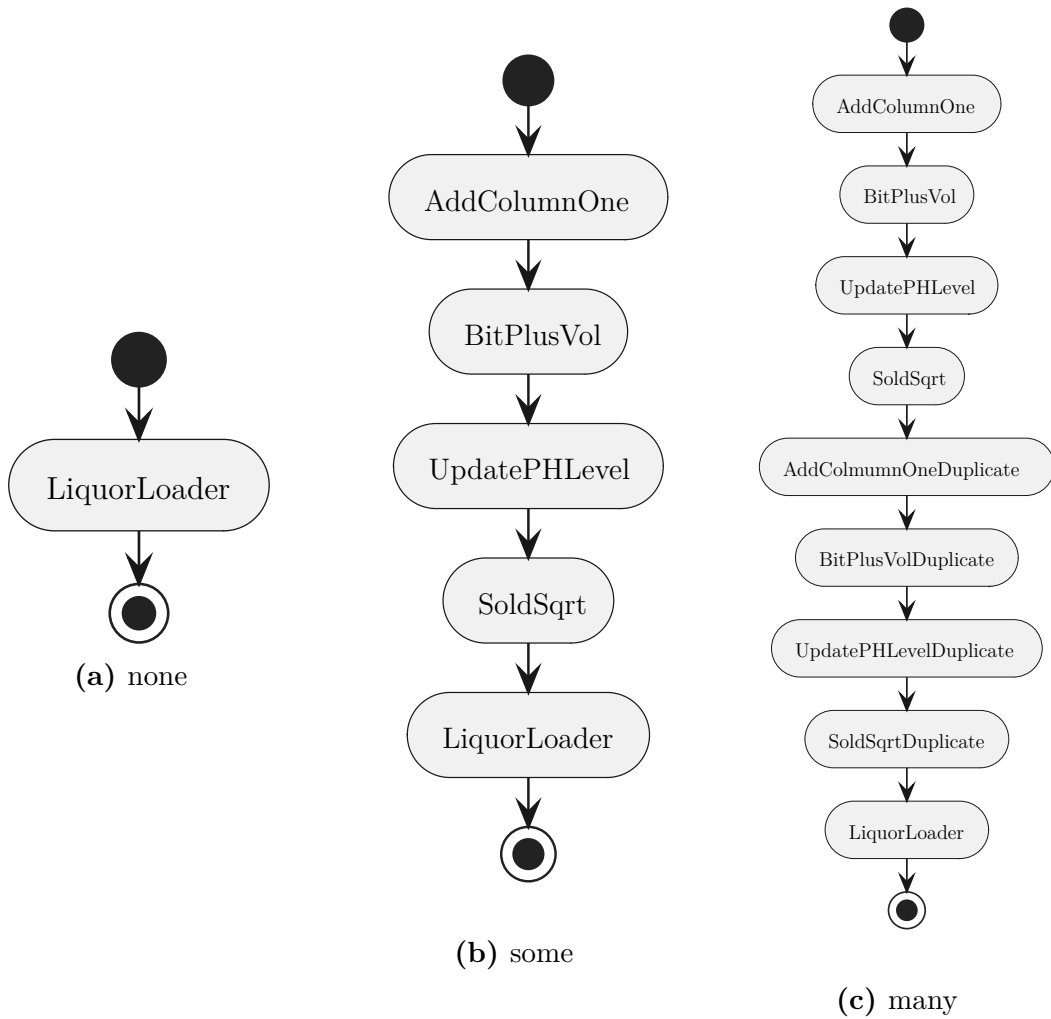 LiquorLoader
(a) none
AddColumnOne
BitPlusVol
UpdatePHLevel
SoldSqrt
LiquorLoader
(b) some
AddColumnOne
BitPlusVol
UpdatePHLevel
SoldSqrt
AddColmumnOneDuplicate
BitPlusVolDuplicate
UpdatePHLevelDuplicate
SoldSqrtDuplicate
LiquorLoader
(c) many